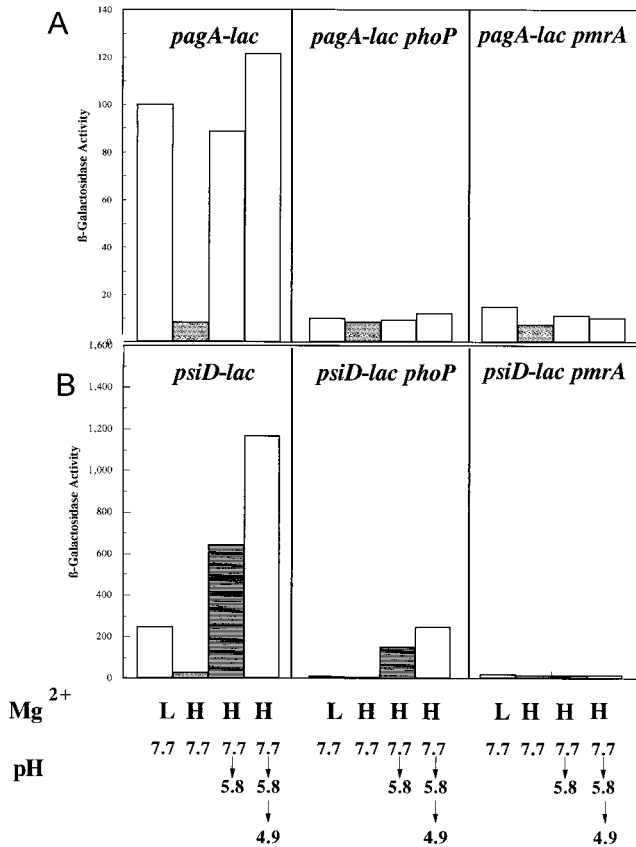 A
pagA-lac
pagA-lac phoP
pagA-lac pmrA
140
120
100
80
60
40
20
0
ß-Galactosidase Activity
B
psiD-lac
psiD-lac phoP
psiD-lac pmrA
1,600
1,400
1,200
1,000
800
600
400
200
0
ß-Galactosidase Activity
Mg 2+ L H H H L H H H L H H H
pH 7.7 7.7 7.7 7.7 7.7 7.7 7.7 7.7 7.7 7.7 7.7 7.7
5.8 5.8 5.8 5.8 5.8 5.8
4.9 4.9 4.9